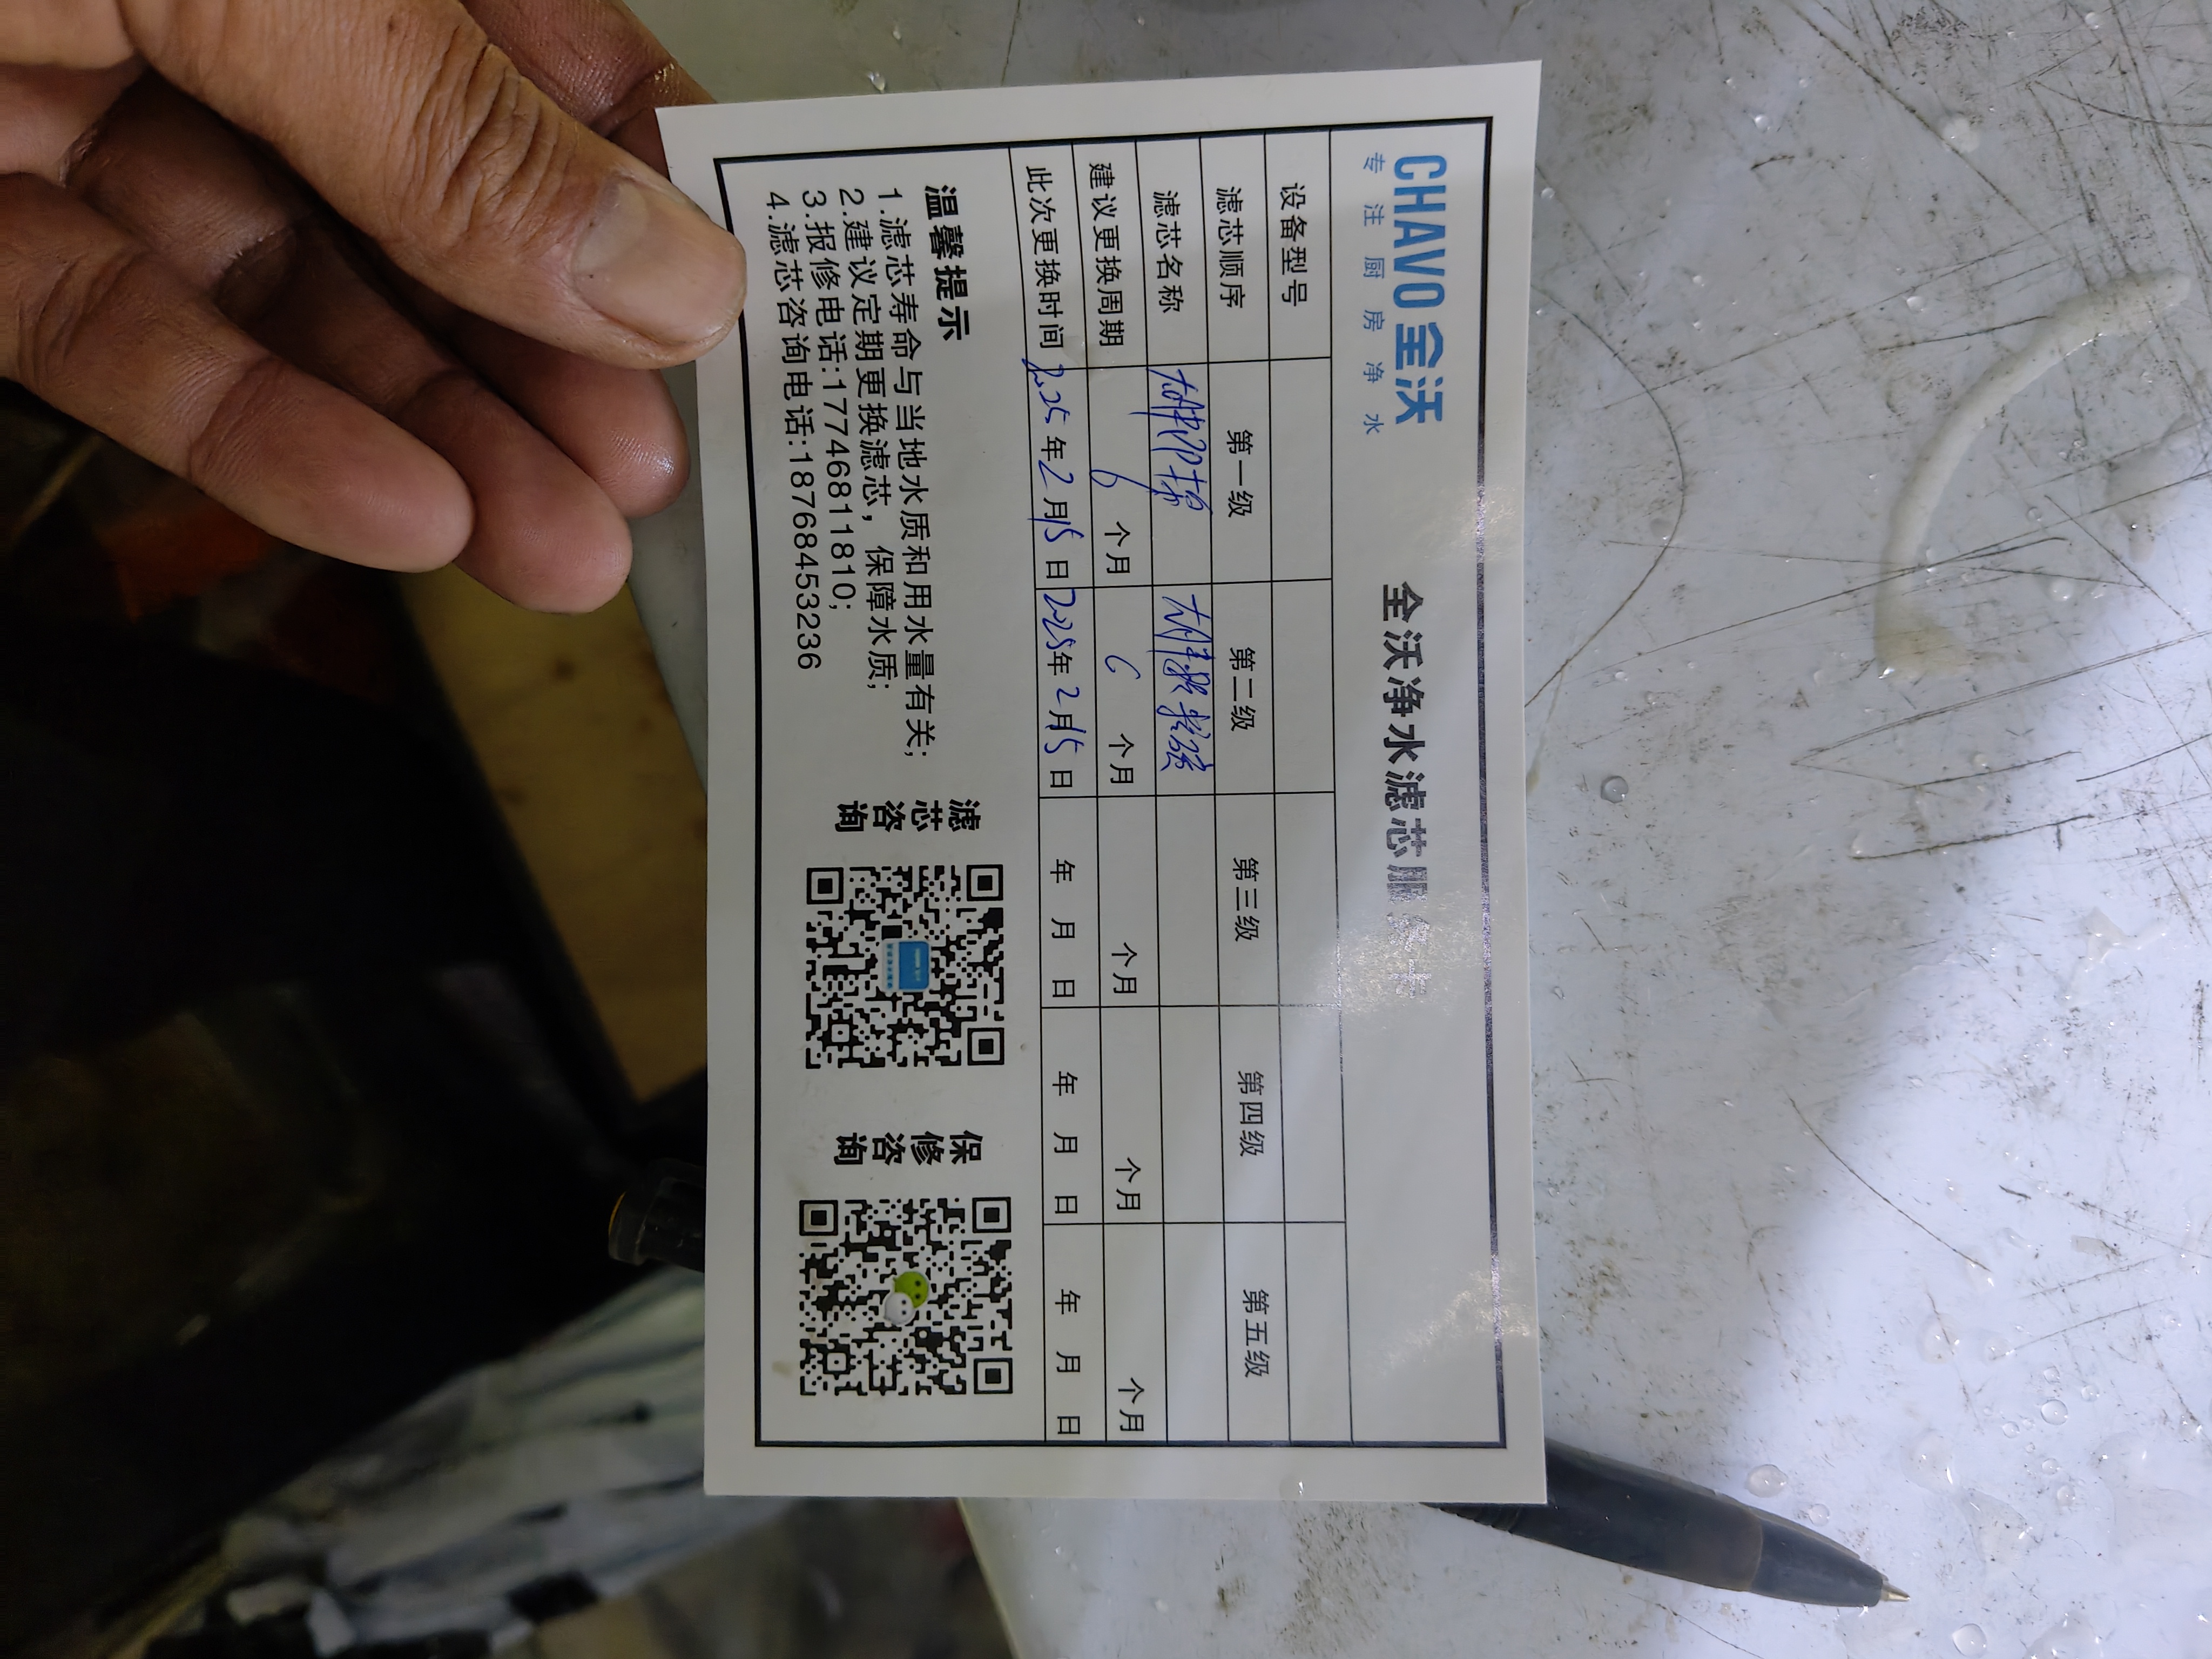 CHAVO全沃
专注厨房净水
全沃净水滤芯服务卡
设备型号
滤芯顺序 第一级 第二级 第三级 第四级 第五级
滤芯名称
建议更换周期 6 个月 6 个月 个月 个月 个月
此次更换时间 2025 年 2 月 15 日 2025 年 2 月 15 日 年 月 日 年 月 日 年 月 日
温馨提示
1.滤芯寿命与当地水质和用水量有关;
2.建议定期更换滤芯，保障水质;
3.报修电话:17746811810;
4.滤芯咨询电话:18768453236
滤芯咨询
保修咨询